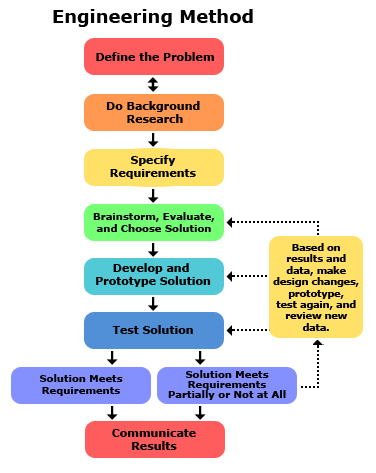 Engineering Method
Define the Problem
Do Background
Research
Specify
Requirements
Brainstorm, Evaluate,
and Choose Solution
Develop and
Prototype Solution
Test Solution
Based on
results and
data, make
design changes,
prototype,
test again, and
review new
data.
Solution Meets
Requirements
Solution Meets
Requirements
Partially or Not at All
Communicate
Results